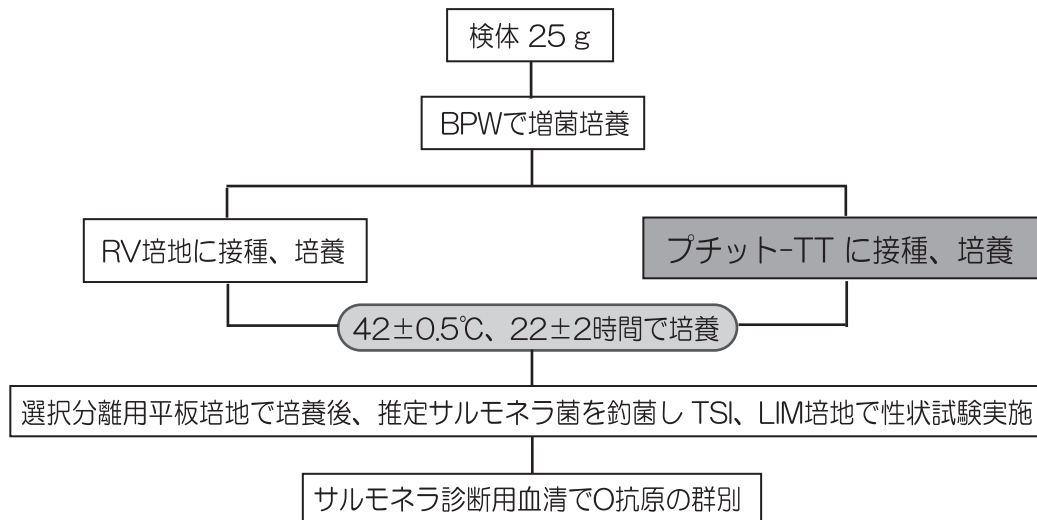 検体 25 g
BPWで増菌培養
RV培地に接種、培養
プチット-TT に接種、培養
42±0.5℃、22±2時間で培養
選択分離用平板培地で培養後、推定サルモネラ菌を釣菌し TSI、LIM培地で性状試験実施
サルモネラ診断用血清でO抗原の群別